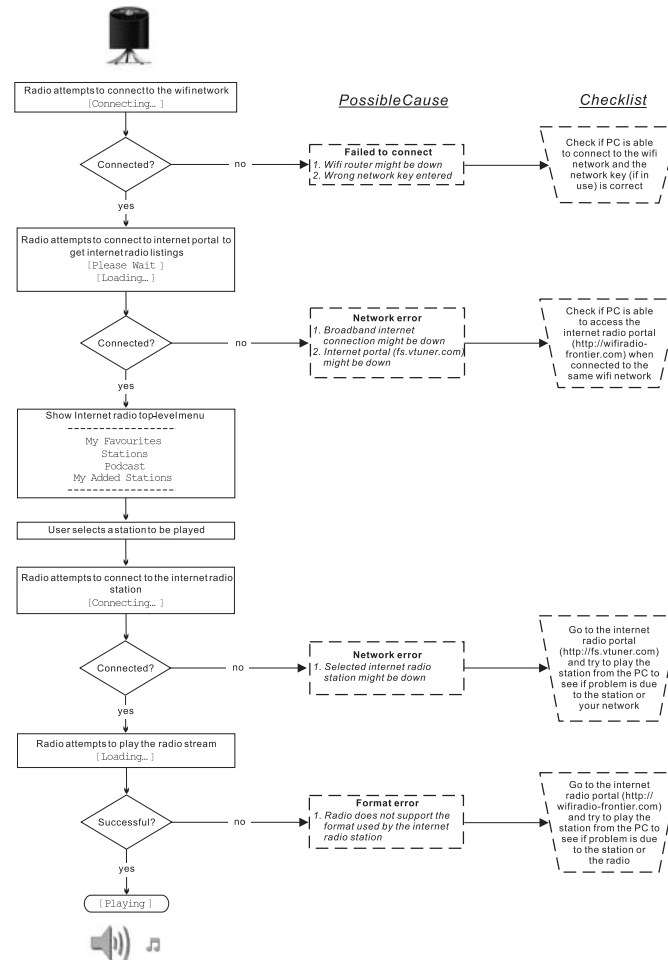 Radio attempts to connect to the wifi network
[Connecting… ]
PossibleCause
Checklist
Connected?
no
Failed to connect
1. Wifi router might be down
2. Wrong network key entered
Check if PC is able
to connect to the wifi
network and the
network key (if in
use) is correct
yes
Radio attempts to connect to internet portal to
get internet radio listings
[Please Wait ]
[Loading… ]
Connected?
no
Network error
1. Broadband internet
connection might be down
2. Internet portal (fs.vtuner.com)
might be down
Check if PC is able
to access the
internet radio portal
(http://wifiradio-
frontier.com) when
connected to the
same wifi network
yes
Show Internet radio top-level menu
My Favourites
Stations
Podcast
My Added Stations
User selects a station to be played
Radio attempts to connect to the internet radio
station
[Connecting… ]
Connected?
no
Network error
1. Selected internet radio
station might be down
Go to the internet
radio portal
(http://fs.vtuner.com)
and try to play the
station from the PC to
see if problem is due
to the station or
your network
yes
Radio attempts to play the radio stream
[Loading… ]
Successful?
no
Format error
1. Radio does not support the
format used by the internet
radio station
Go to the internet
radio portal (http://
wifiradio-frontier.com)
and try to play the
station from the PC to
see if problem is due
to the station or
the radio
yes
[Playing ]